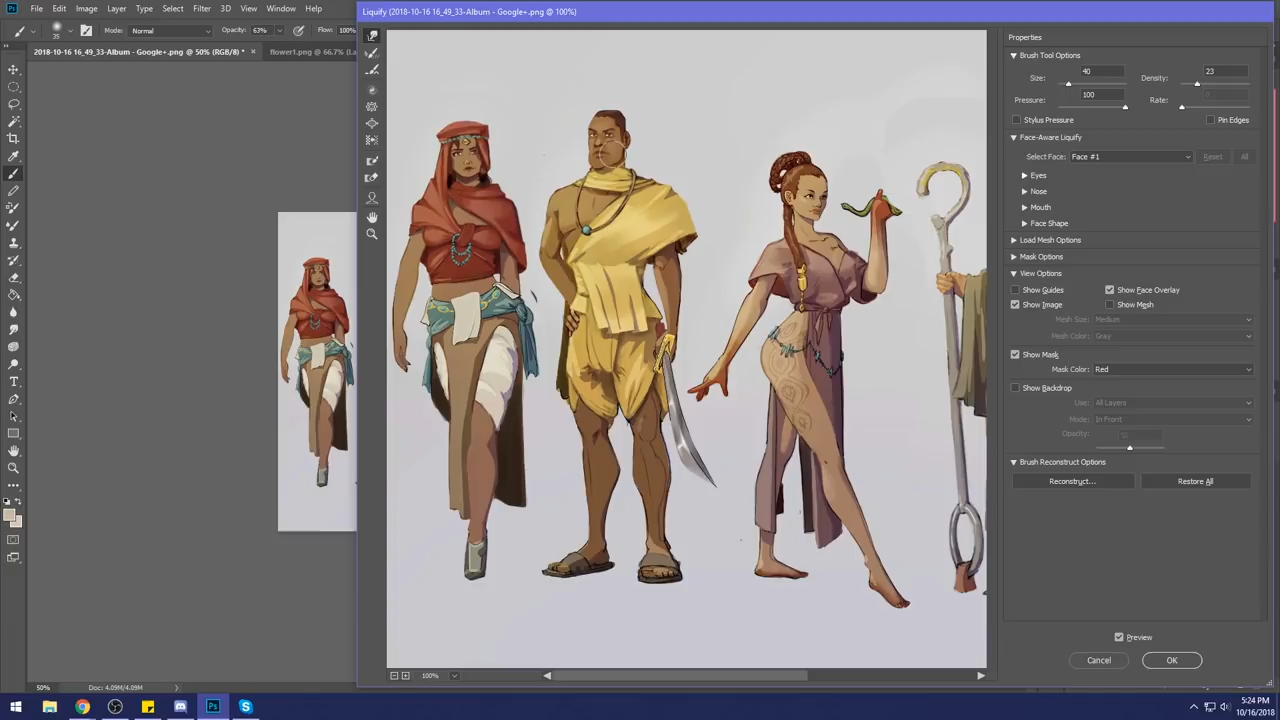 Ps File Edit Image Layer Type Select Filter 3D View Window Help
Liquify (2018-10-16 16_49_33-Album - Google+.png @ 100%)
35 Mode: Normal Opacity: 63% Flow: 100%
2018-10-16 16_49_33-Album - Google+.png @ 50% (RGB/8) * × flower1.png @ 66.7% (La
Properties
Brush Tool Options
Size: 40 Density: 23
Pressure: 100 Rate: 0
Stylus Pressure Pin Edges
Face-Aware Liquify
Select Face: Face #1 Reset All
Eyes
Nose
Mouth
Face Shape
Load Mesh Options
Mask Options
View Options
Show Guides Show Face Overlay
Show Image Show Mesh
Mesh Size: Medium
Mesh Color: Gray
Show Mask
Mask Color: Red
Show Backdrop
Use: All Layers
Mode: In Front
Opacity:
Brush Reconstruct Options
Reconstruct... Restore All
Preview
Cancel OK
100%
50% Doc: 4.09M/4.09M
Ps
5:24 PM
10/16/2018